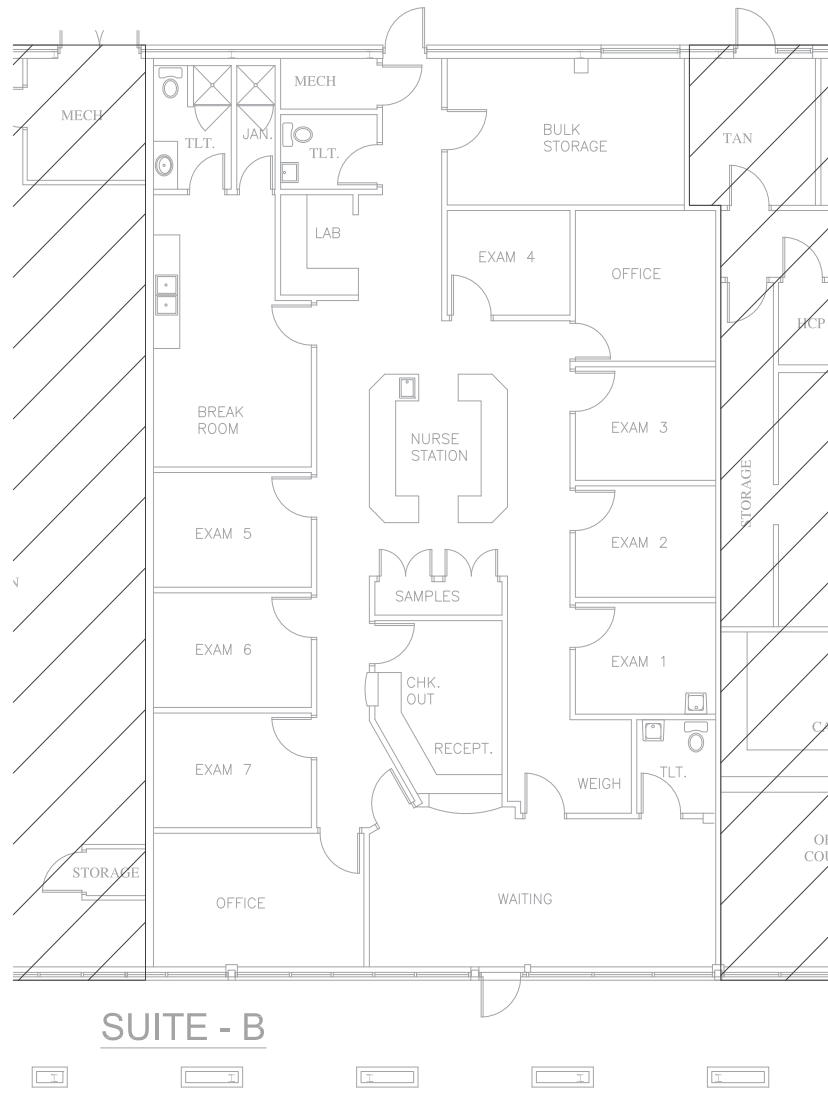 MECH
TLT.
JAN.
MECH
TLT.
BULK
STORAGE
TAN
LAB
EXAM 4
OFFICE
HCP
BREAK
ROOM
NURSE
STATION
EXAM 3
STORAGE
EXAM 5
EXAM 2
SAMPLES
EXAM 6
EXAM 1
CHK.
OUT
RECEPT.
EXAM 7
WEIGH
TLT.
STORAGE
OFFICE
WAITING
SUITE - B